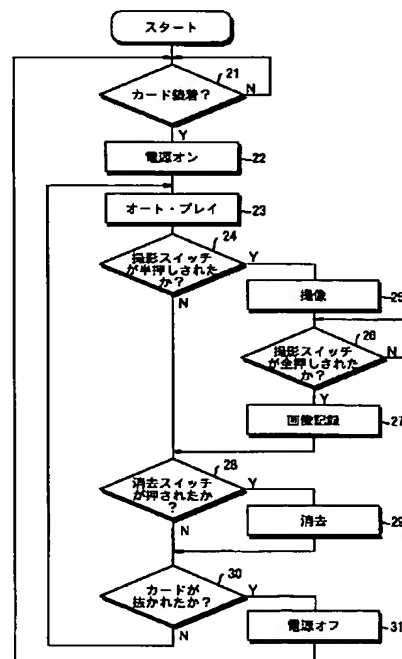 スタート
21
カード装着?
N
Y
電源オン
22
オート・プレイ
23
24
撮影スイッチ
が半押しされた
か?
Y
N
撮像
25
26
撮影スイッチ
が全押しされた
か?
N
Y
画像記録
27
28
消去スイッチ
が押されたか
?
Y
N
消去
29
30
カードが
抜かれたか?
Y
N
電源オフ
31